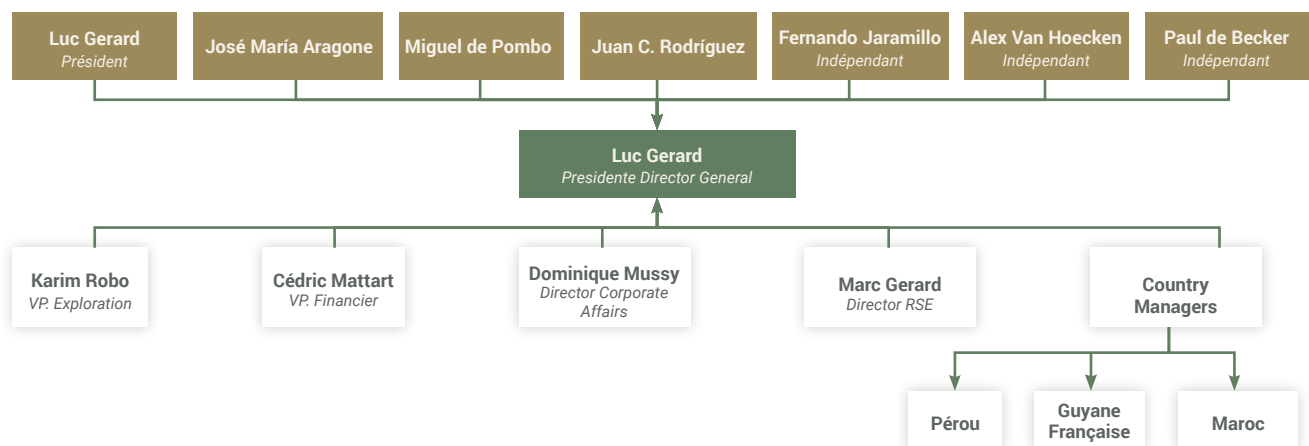 Luc Gerard
Président
José María Aragone
Miguel de Pombo
Juan C. Rodríguez
Fernando Jaramillo
Indépendant
Alex Van Hoecken
Indépendant
Paul de Becker
Indépendant
Luc Gerard
Presidente Director General
Karim Robo
VP. Exploration
Cédric Mattart
VP. Financier
Dominique Mussy
Director Corporate
Affairs
Marc Gerard
Director RSE
Country
Managers
Pérou
Guyane
Française
Maroc